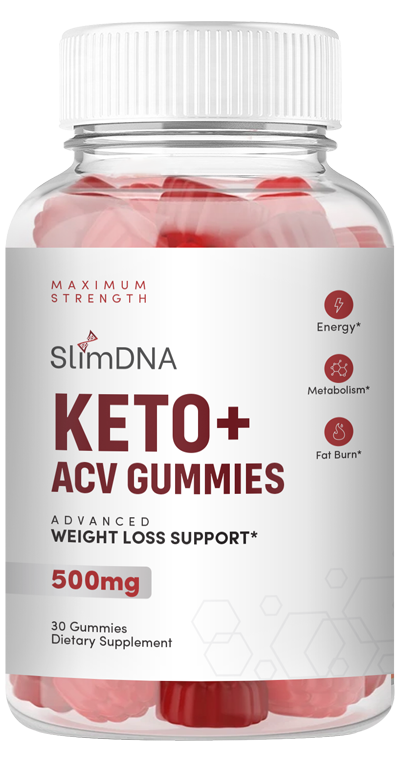 MAXIMUM
STRENGTH
SlimDNA
KETO+
ACV GUMMIES
ADVANCED
WEIGHT LOSS SUPPORT*
500mg
30 Gummies
Dietary Supplement
Energy*
Metabolism*
Fat Burn*